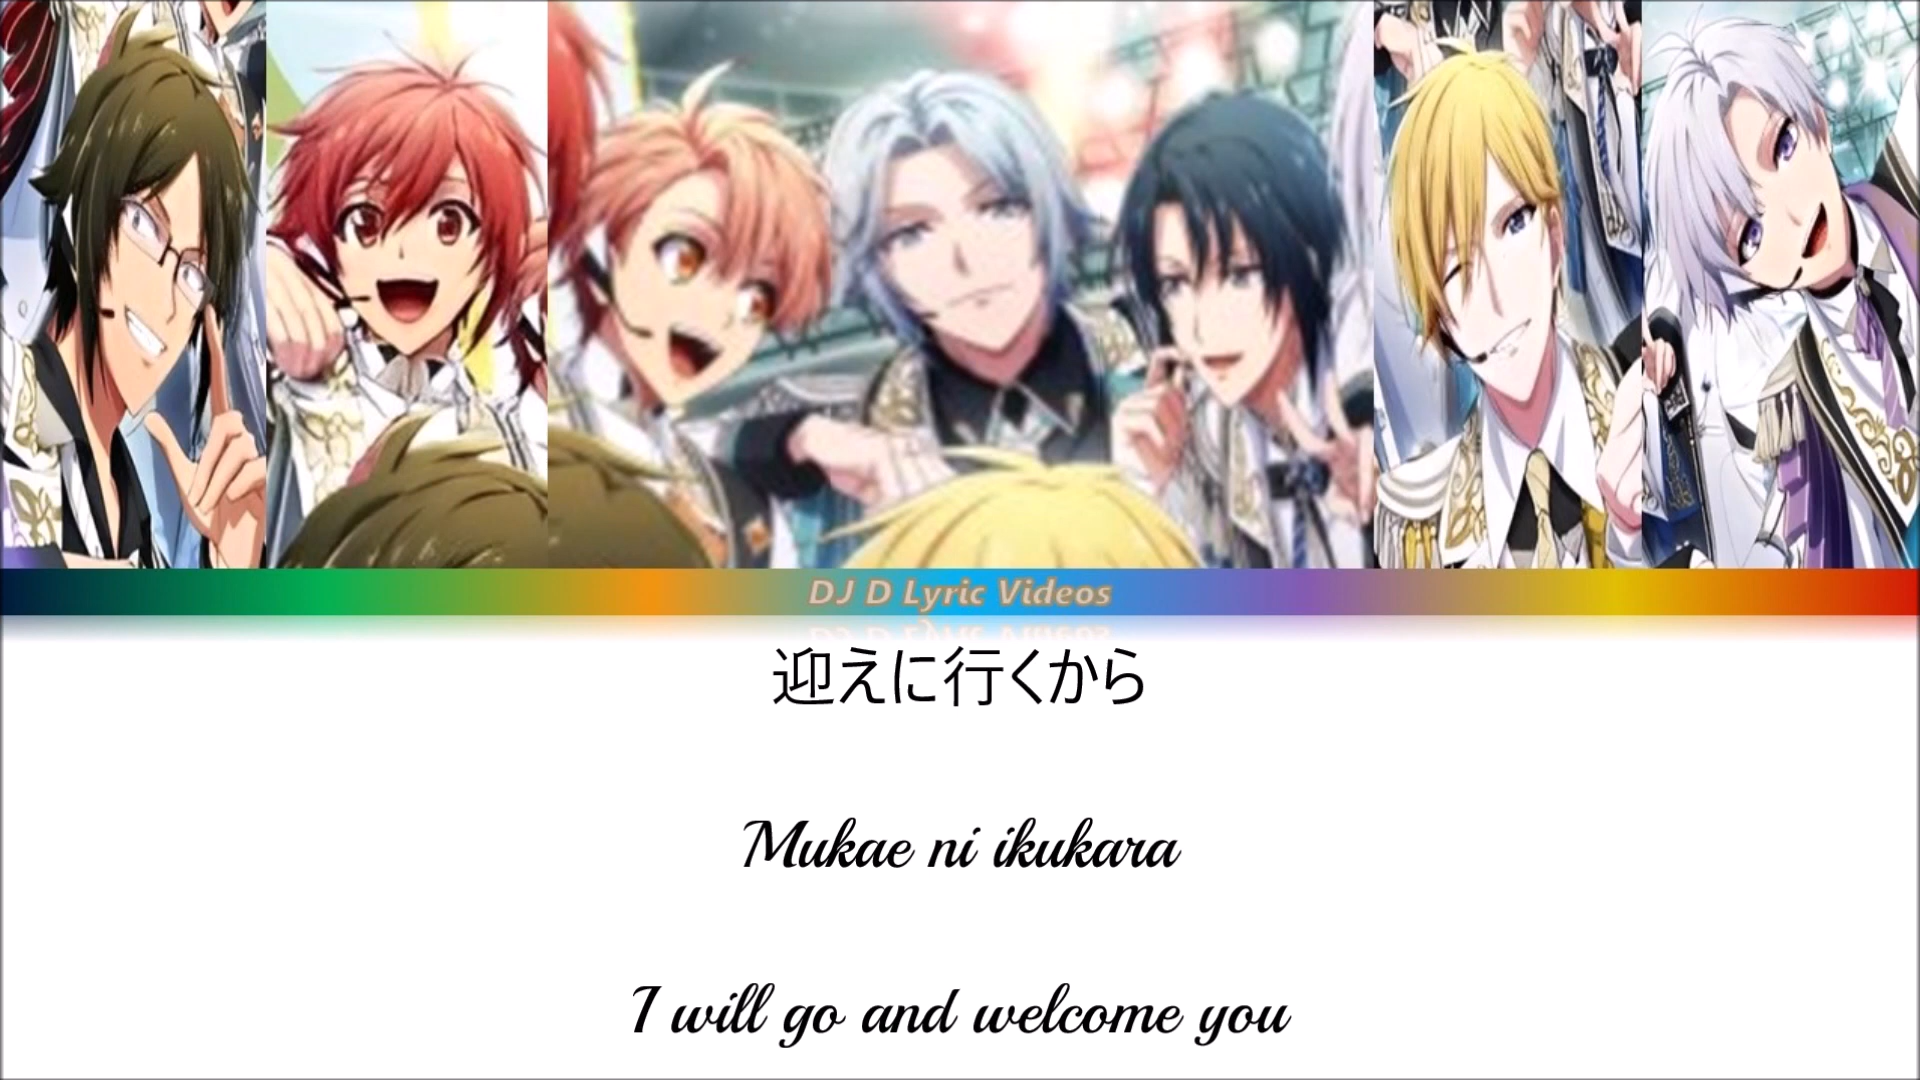 DJ D Lyric Videos
迎えに行くから
Mukae ni ikukara
I will go and welcome you